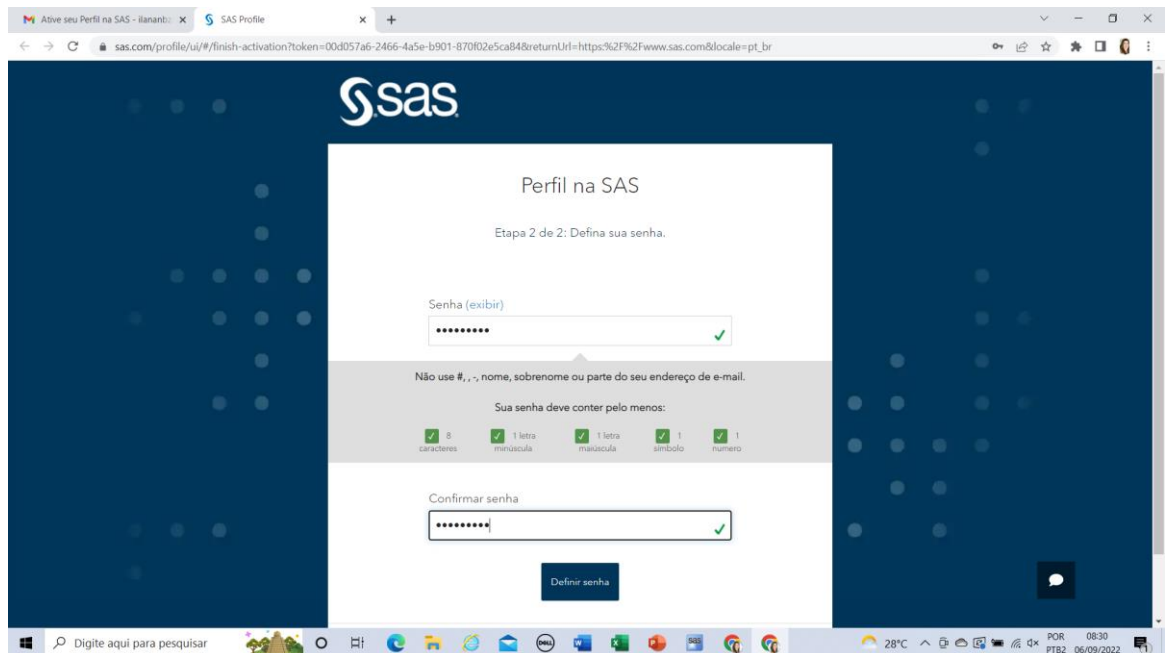 Ative seu Perfil na SAS - ilananba
SAS Profile
sas.com/profile/ui/#/finish-activation?token=00d057a6-2466-4a5e-b901-870f02e5ca84&returnUrl=https:%2F%2Fwww.sas.com&locale=pt_br
sas
Perfil na SAS
Etapa 2 de 2: Defina sua senha.
Senha (exibir)
•••••••••
Não use #, , -, nome, sobrenome ou parte do seu endereço de e-mail.
Sua senha deve conter pelo menos:
8 caracteres
1 letra minúscula
1 letra maiúscula
1 símbolo
1 numero
Confirmar senha
•••••••••
Definir senha
Digite aqui para pesquisar
DELL
SAS
28°C
POR
PTB2
08:30
06/09/2022